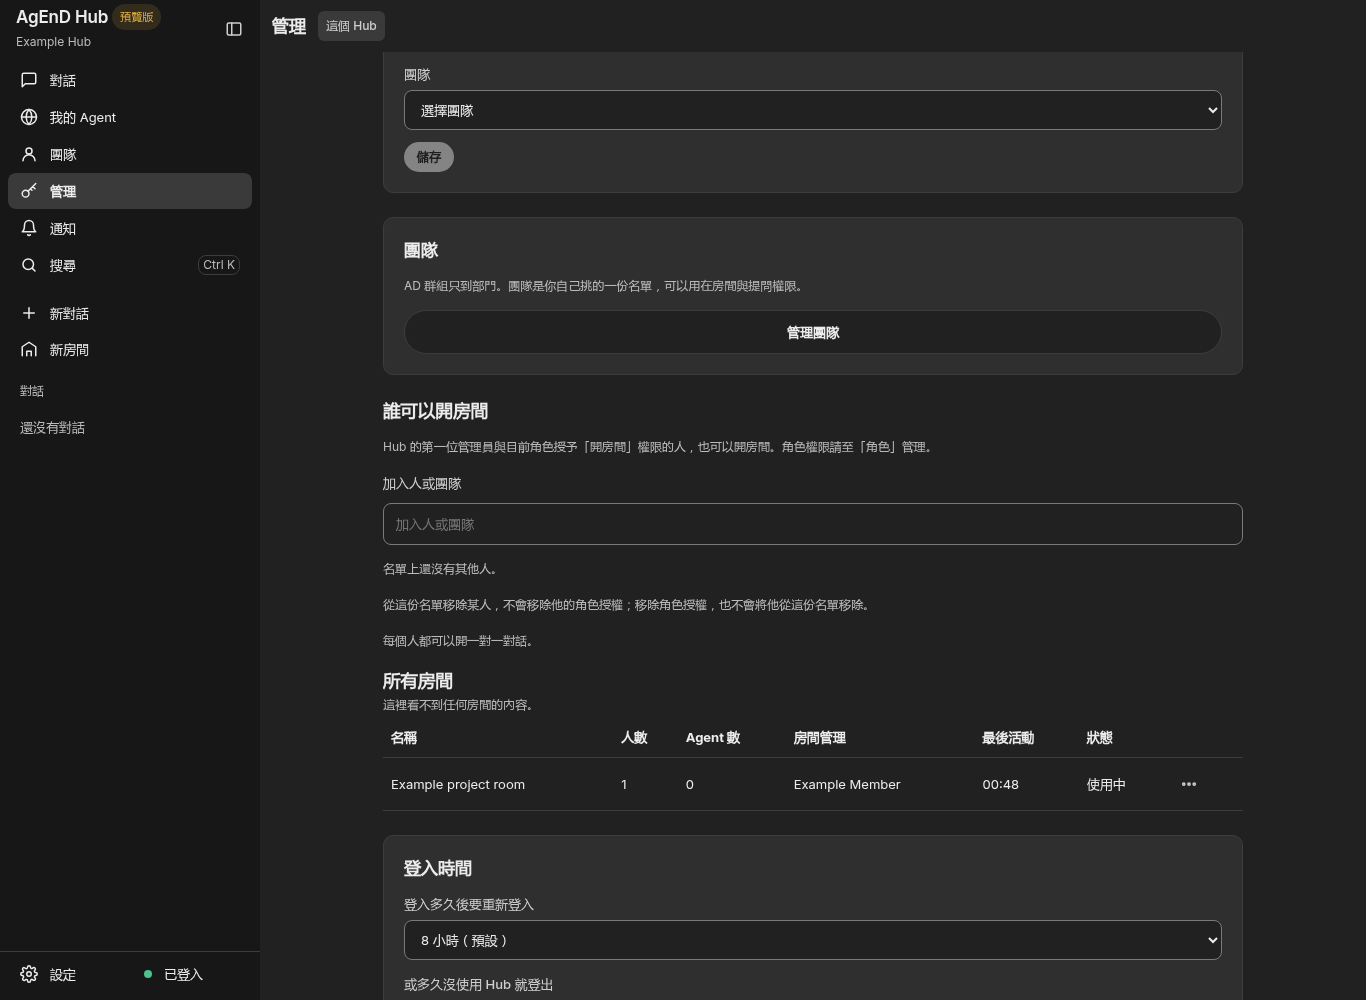 AgEnD Hub 預覽版
Example Hub
對話
我的 Agent
團隊
管理
通知
搜尋 Ctrl K
新對話
新房間
對話
還沒有對話
設定
已登入
管理 這個 Hub
團隊
選擇團隊
儲存
團隊
AD 群組只到部門。團隊是你自己挑的一份名單，可以用在房間與提問權限。
管理團隊
誰可以開房間
Hub 的第一位管理員與目前角色授予「開房間」權限的人，也可以開房間。角色權限請至「角色」管理。
加入人或團隊
加入人或團隊
名單上還沒有其他人。
從這份名單移除某人，不會移除他的角色授權；移除角色授權，也不會將他從這份名單移除。
每個人都可以開一對一對話。
所有房間
這裡看不到任何房間的內容。
名稱 人數 Agent 數 房間管理 最後活動 狀態
Example project room 1 0 Example Member 00:48 使用中
登入時間
登入多久後要重新登入
8 小時（預設）
或多久沒使用 Hub 就登出